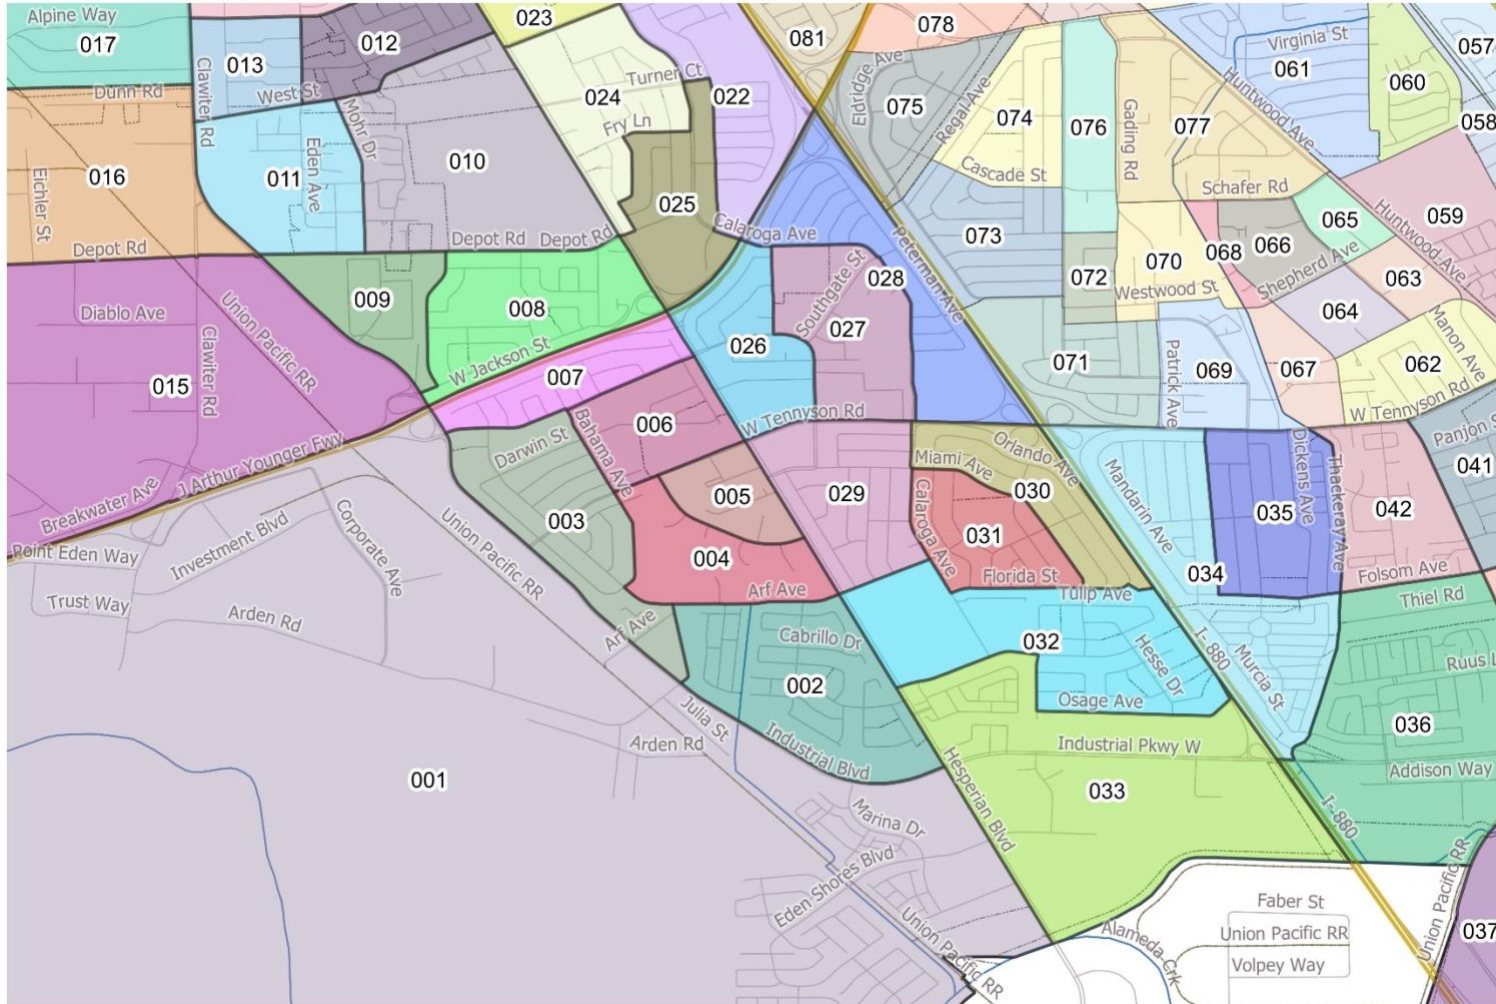 Alpine Way
017
023
012
081
078
Virginia St
057
013
061
060
Clawiter Rd
Dunn Rd
West St
Turner Ct
024
022
Eldridge Ave
075
Regal Ave
074
076
Gading Rd
077
Huntwood Ave
058
Mohr Dr
Fry Ln
016
011
Eden Ave
010
Cascade St
Schafer Rd
Eichler St
025
065
059
Huntwood Ave
Depot Rd
Depot Rd
Depot Rd
Calaroga Ave
073
070
068
066
Shepherd Ave
Peterman Ave
063
009
072
Westwood St
028
Southgate St
008
Diablo Ave
Union Pacific RR
064
Manon Ave
027
026
W Jackson St
Clawiter Rd
071
Patrick Ave
069
067
062
007
015
W Tennyson Rd
W Tennyson Rd
006
Bahama Ave
Darwin St
Panjon S
J Arthur Younger Fwy
Orlando Ave
Miami Ave
041
Breakwater Ave
005
029
030
Mandarin Ave
035
Dickens Ave
Thackeray Ave
042
003
Corporate Ave
Investment Blvd
Union Pacific RR
Calaroga Ave
031
Point Eden Way
004
Florida St
034
Folsom Ave
Trust Way
Arf Ave
Tulip Ave
Thiel Rd
Arden Rd
Arf Ave
Cabrillo Dr
032
Hesse Dr
I- 880
Murcia St
Ruus L
002
Osage Ave
Julia St
036
Arden Rd
Industrial Blvd
Industrial Pkwy W
Addison Way
001
Hesperian Blvd
033
I- 880
Marina Dr
Eden Shores Blvd
Union Pacific RR
Faber St
Union Pacific RR
Alameda Crk
Union Pacific RR
037
Volpey Way